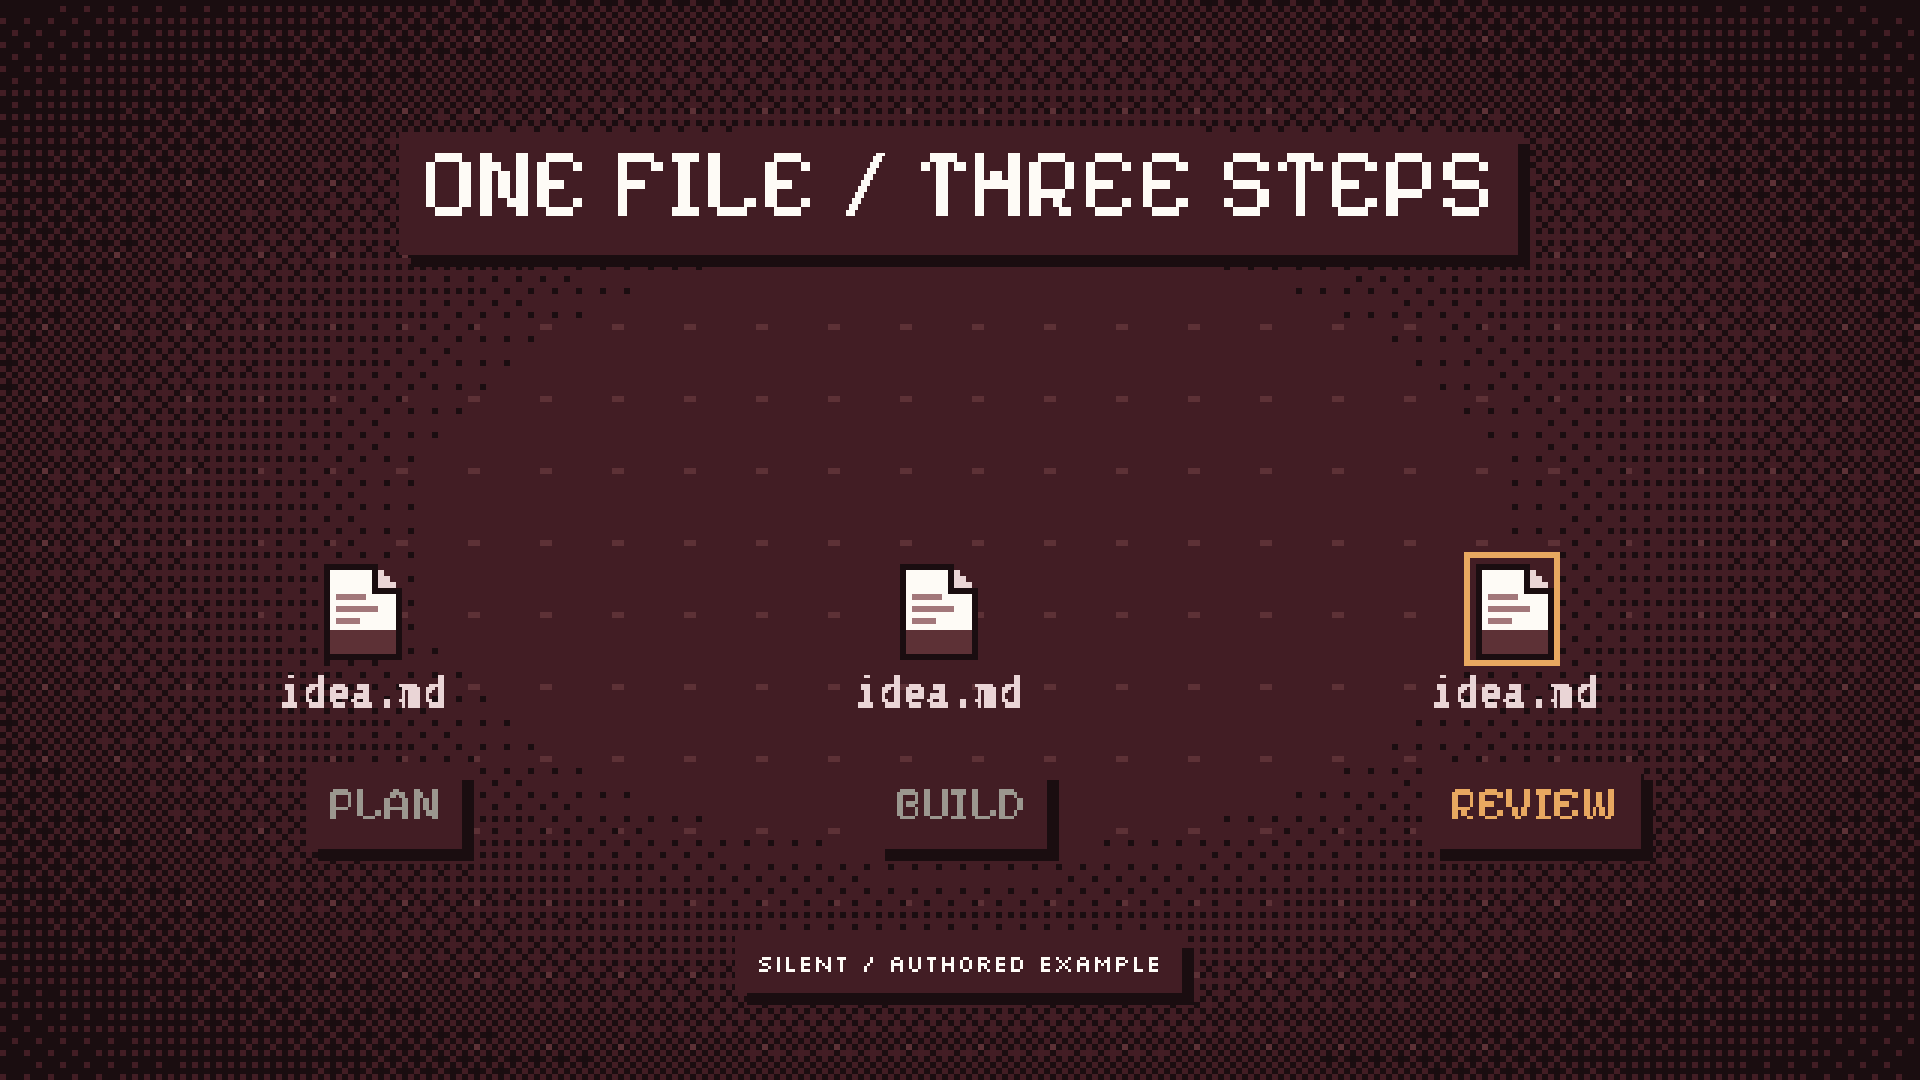 ONE FILE / THREE STEPS
idea.md idea.md idea.md
PLAN BUILD REVIEW
SILENT / AUTHORED EXAMPLE